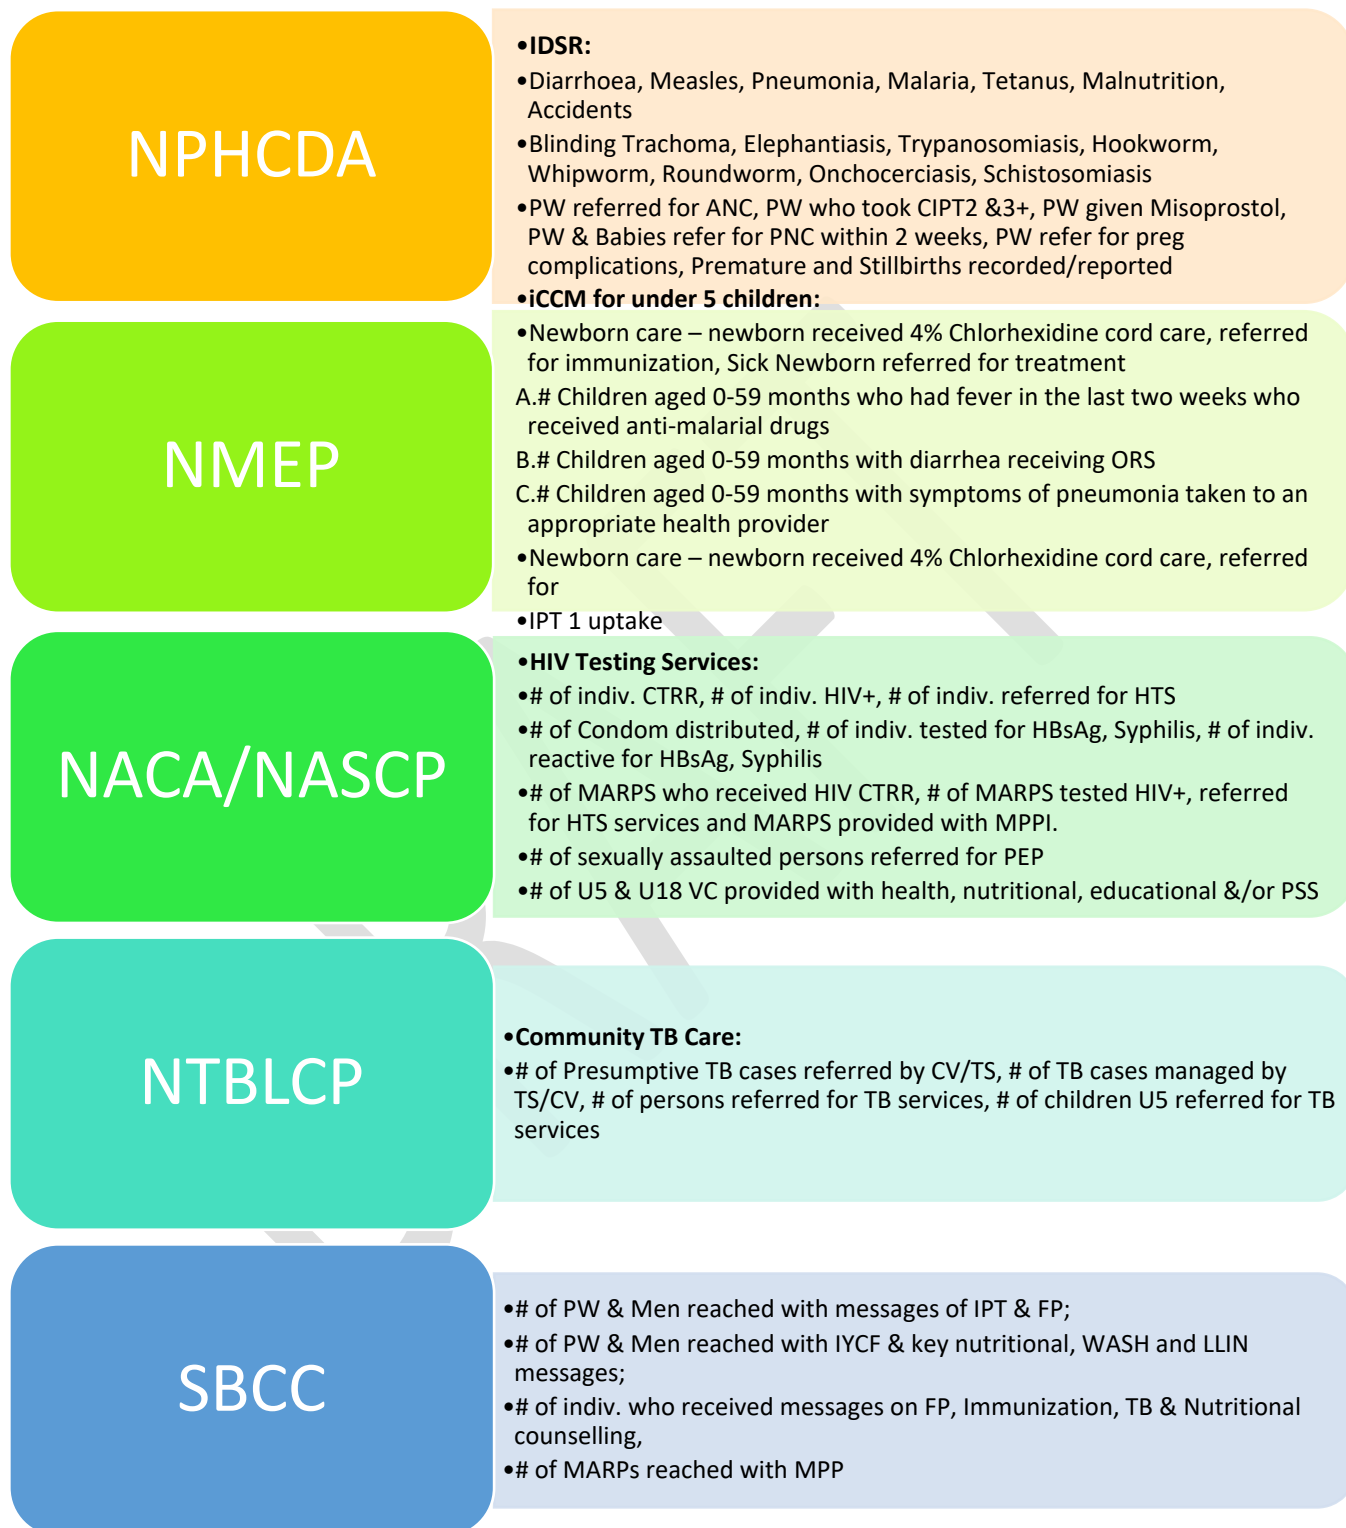 NPHCDA
•IDSR:
•Diarrhoea, Measles, Pneumonia, Malaria, Tetanus, Malnutrition,
Accidents
•Blinding Trachoma, Elephantiasis, Trypanosomiasis, Hookworm,
Whipworm, Roundworm, Onchocerciasis, Schistosomiasis
•PW referred for ANC, PW who took CIPT2 &3+, PW given Misoprostol,
PW & Babies refer for PNC within 2 weeks, PW refer for preg
complications, Premature and Stillbirths recorded/reported
NMEP
•iCCM for under 5 children:
•Newborn care – newborn received 4% Chlorhexidine cord care, referred
for immunization, Sick Newborn referred for treatment
A.# Children aged 0-59 months who had fever in the last two weeks who
received anti-malarial drugs
B.# Children aged 0-59 months with diarrhea receiving ORS
C.# Children aged 0-59 months with symptoms of pneumonia taken to an
appropriate health provider
•Newborn care – newborn received 4% Chlorhexidine cord care, referred
for
•IPT 1 uptake
NACA/NASCP
•HIV Testing Services:
•# of indiv. CTRR, # of indiv. HIV+, # of indiv. referred for HTS
•# of Condom distributed, # of indiv. tested for HBsAg, Syphilis, # of indiv.
reactive for HBsAg, Syphilis
•# of MARPS who received HIV CTRR, # of MARPS tested HIV+, referred
for HTS services and MARPS provided with MPPI.
•# of sexually assaulted persons referred for PEP
•# of U5 & U18 VC provided with health, nutritional, educational &/or PSS
NTBLCP
•Community TB Care:
•# of Presumptive TB cases referred by CV/TS, # of TB cases managed by
TS/CV, # of persons referred for TB services, # of children U5 referred for TB
services
SBCC
•# of PW & Men reached with messages of IPT & FP;
•# of PW & Men reached with IYCF & key nutritional, WASH and LLIN
messages;
•# of indiv. who received messages on FP, Immunization, TB & Nutritional
counselling,
•# of MARPs reached with MPP